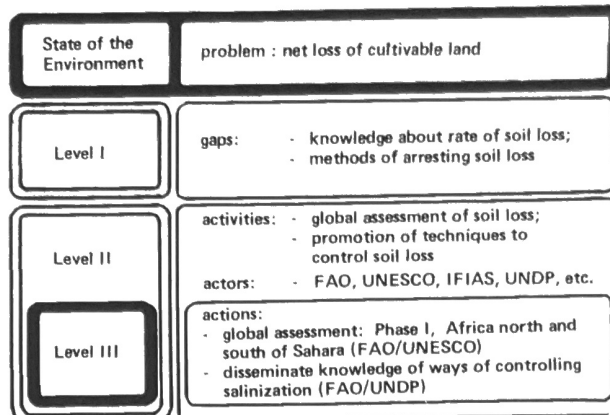 State of the
Environment
problem : net loss of cultivable land
Level I
gaps: - knowledge about rate of soil loss;
- methods of arresting soil loss
Level II
activities: - global assessment of soil loss;
- promotion of techniques to
control soil loss
actors: - FAO, UNESCO, IFIAS, UNDP, etc.
Level III
actions:
- global assessment: Phase I, Africa north and
south of Sahara (FAO/UNESCO)
- disseminate knowledge of ways of controlling
salinization (FAO/UNDP)